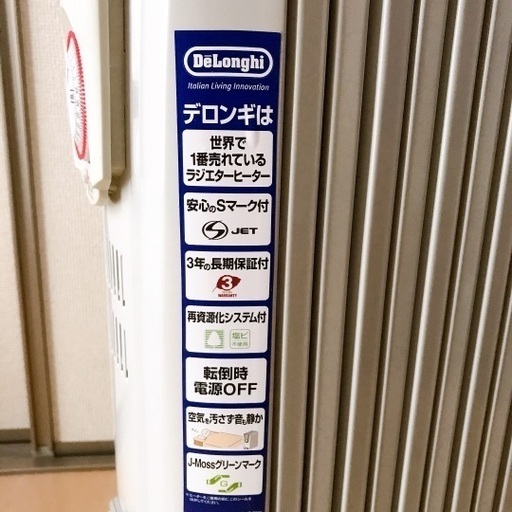 DeLonghi
Italian Living Innovation
デロンギは
世界で
1番売れている
ラジエターヒーター
安心のSマーク付
S JET
3年の長期保証付
3
WARRANTY
再資源化システム付
塩ビ
不使用
転倒時
電源OFF
空気を汚さず音も静か
J-Mossグリーンマーク
G